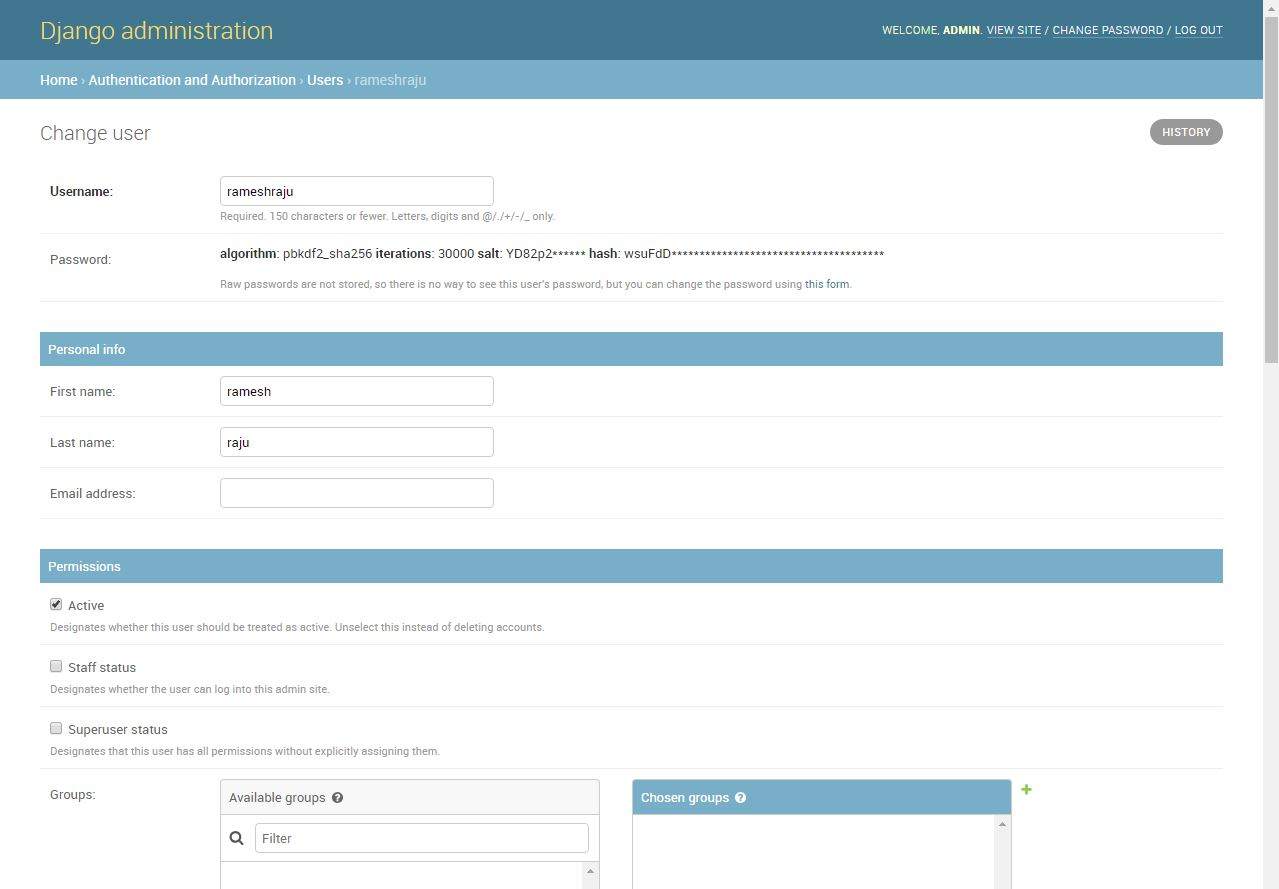 Django administration
WELCOME, ADMIN. VIEW SITE / CHANGE PASSWORD / LOG OUT
Home › Authentication and Authorization › Users › rameshraju
Change user
HISTORY
Username:
rameshraju
Required. 150 characters or fewer. Letters, digits and @/./+/-/_ only.
Password:
algorithm: pbkdf2_sha256 iterations: 30000 salt: YD82p2****** hash: wsuFdD**************************************
Raw passwords are not stored, so there is no way to see this user's password, but you can change the password using this form.
Personal info
First name:
ramesh
Last name:
raju
Email address:
Permissions
Active
Designates whether this user should be treated as active. Unselect this instead of deleting accounts.
Staff status
Designates whether the user can log into this admin site.
Superuser status
Designates that this user has all permissions without explicitly assigning them.
Groups:
Available groups ?
Filter
Chosen groups ?